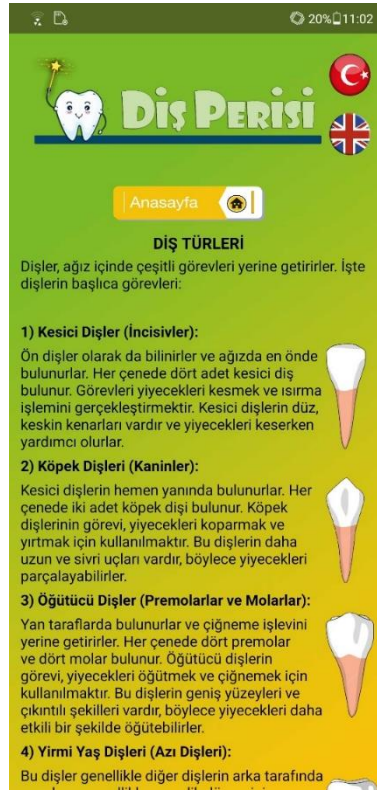 20% 11:02
Diş Perisi
Anasayfa
DİŞ TÜRLERİ
Dişler, ağız içinde çeşitli görevleri yerine getirirler. İşte
dişlerin başlıca görevleri:
1) Kesici Dişler (İncisivler):
Ön dişler olarak da bilinirler ve ağızda en önde
bulunurlar. Her çenede dört adet kesici diş
bulunur. Görevleri yiyecekleri kesmek ve ısırma
işlemini gerçekleştirmektir. Kesici dişlerin düz,
keskin kenarları vardır ve yiyecekleri keserken
yardımcı olurlar.
2) Köpek Dişleri (Kaninler):
Kesici dişlerin hemen yanında bulunurlar. Her
çenede iki adet köpek dişi bulunur. Köpek
dişlerinin görevi, yiyecekleri koparmak ve
yırtmak için kullanılmaktır. Bu dişlerin daha
uzun ve sivri uçları vardır, böylece yiyecekleri
parçalayabilirler.
3) Öğütücü Dişler (Premolarlar ve Molarlar):
Yan taraflarda bulunurlar ve çiğneme işlevini
yerine getirirler. Her çenede dört premolar
ve dört molar bulunur. Öğütücü dişlerin
görevi, yiyecekleri öğütmek ve çiğnemek için
kullanılmaktır. Bu dişlerin geniş yüzeyleri ve
çıkıntılı şekilleri vardır, böylece yiyecekleri daha
etkili bir şekilde öğütebilirler.
4) Yirmi Yaş Dişleri (Azı Dişleri):
Bu dişler genellikle diğer dişlerin arka tarafında